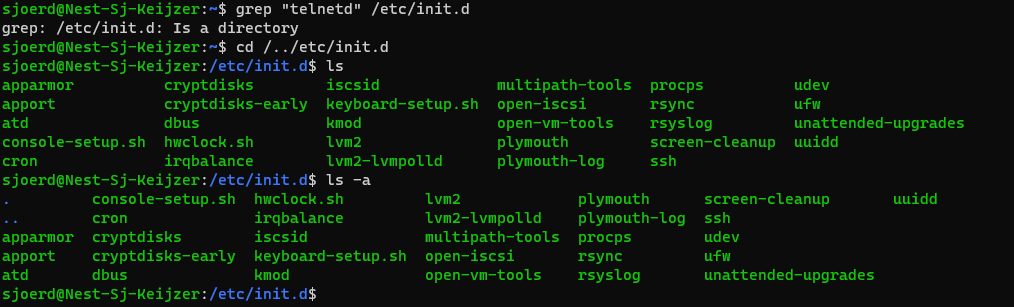 sjoerd@Nest-Sj-Keijzer:~$ grep "telnetd" /etc/init.d
grep: /etc/init.d: Is a directory
sjoerd@Nest-Sj-Keijzer:~$ cd /../etc/init.d
sjoerd@Nest-Sj-Keijzer:/etc/init.d$ ls
apparmor cryptdisks iscsid multipath-tools procps udev
apport cryptdisks-early keyboard-setup.sh open-iscsi rsync ufw
atd dbus kmod open-vm-tools rsyslog unattended-upgrades
console-setup.sh hwclock.sh lvm2 plymouth screen-cleanup uuidd
cron irqbalance lvm2-lvmpolld plymouth-log ssh
sjoerd@Nest-Sj-Keijzer:/etc/init.d$ ls -a
. console-setup.sh hwclock.sh lvm2 plymouth screen-cleanup uuidd
.. cron irqbalance lvm2-lvmpolld plymouth-log ssh
apparmor cryptdisks iscsid multipath-tools procps udev
apport cryptdisks-early keyboard-setup.sh open-iscsi rsync ufw
atd dbus kmod open-vm-tools rsyslog unattended-upgrades
sjoerd@Nest-Sj-Keijzer:/etc/init.d$